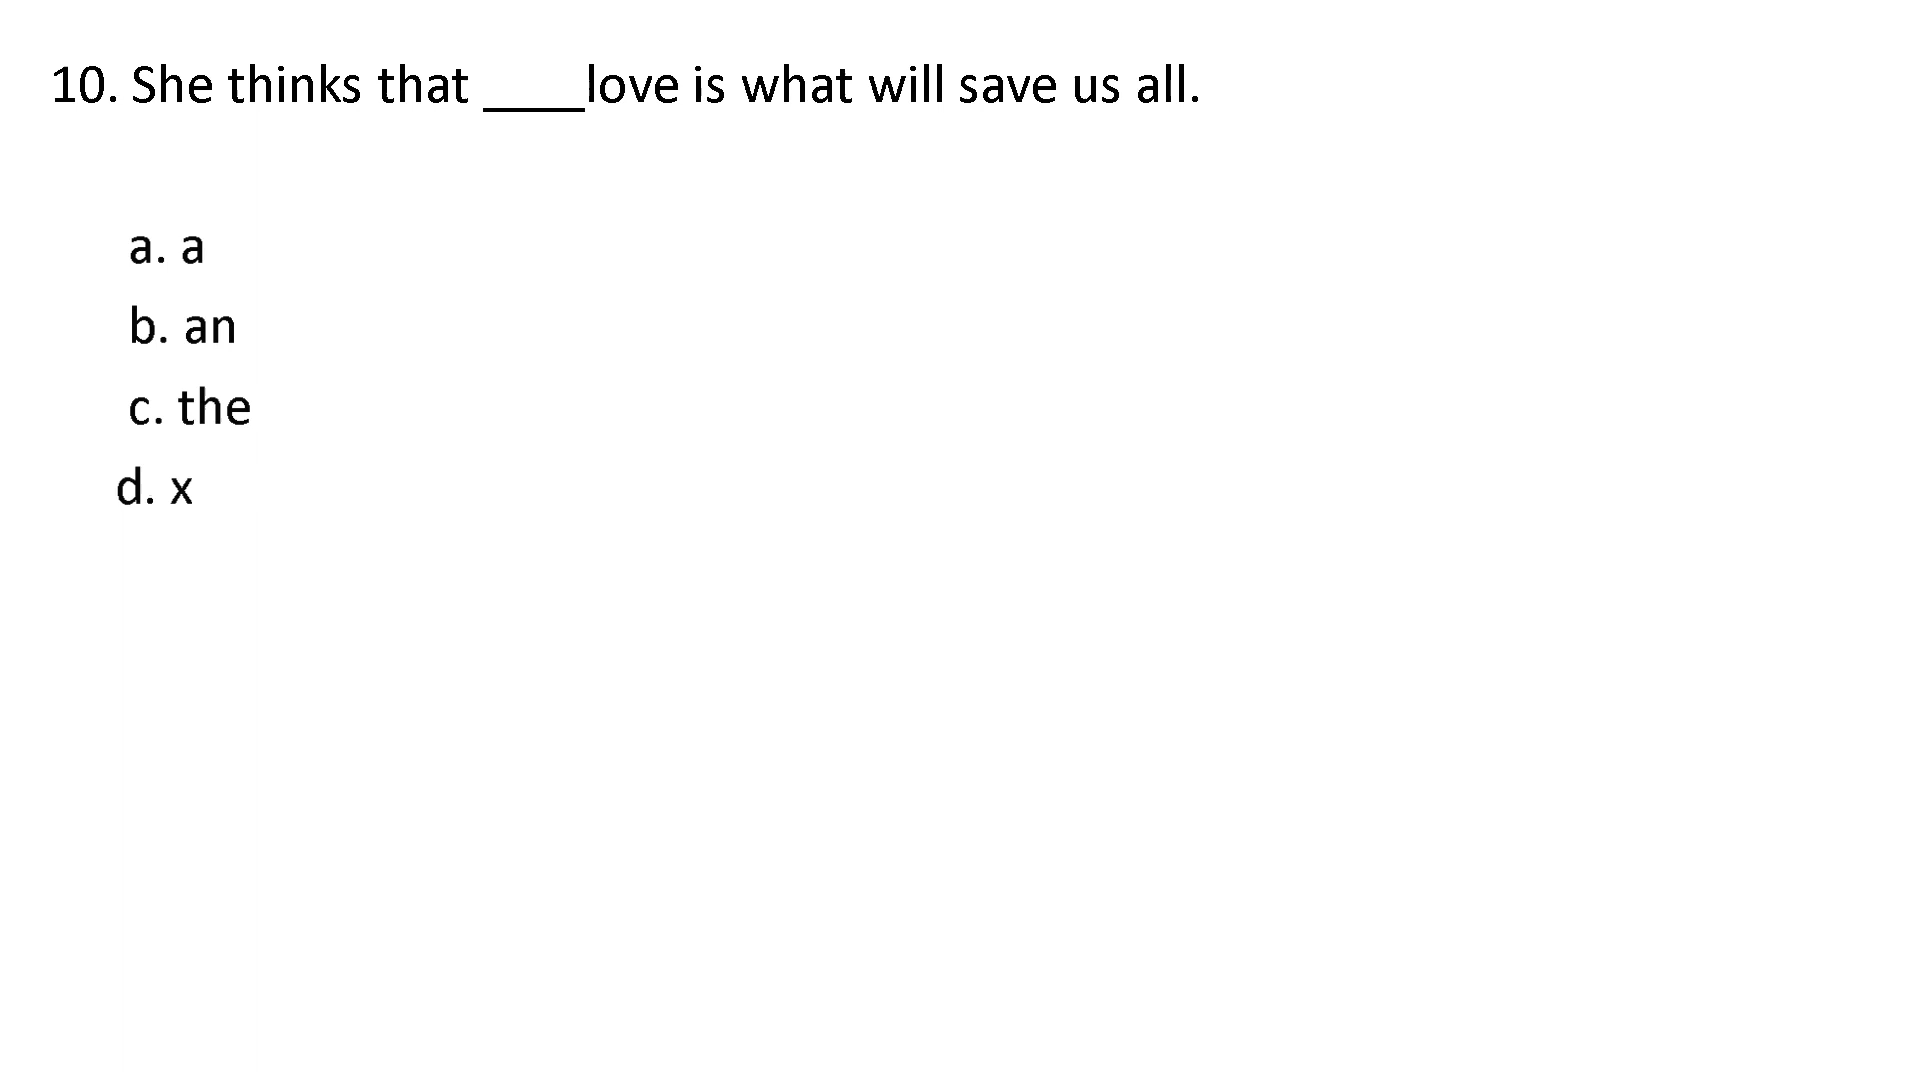 10. She thinks that ____love is what will save us all.
a. a
b. an
c. the
d. x